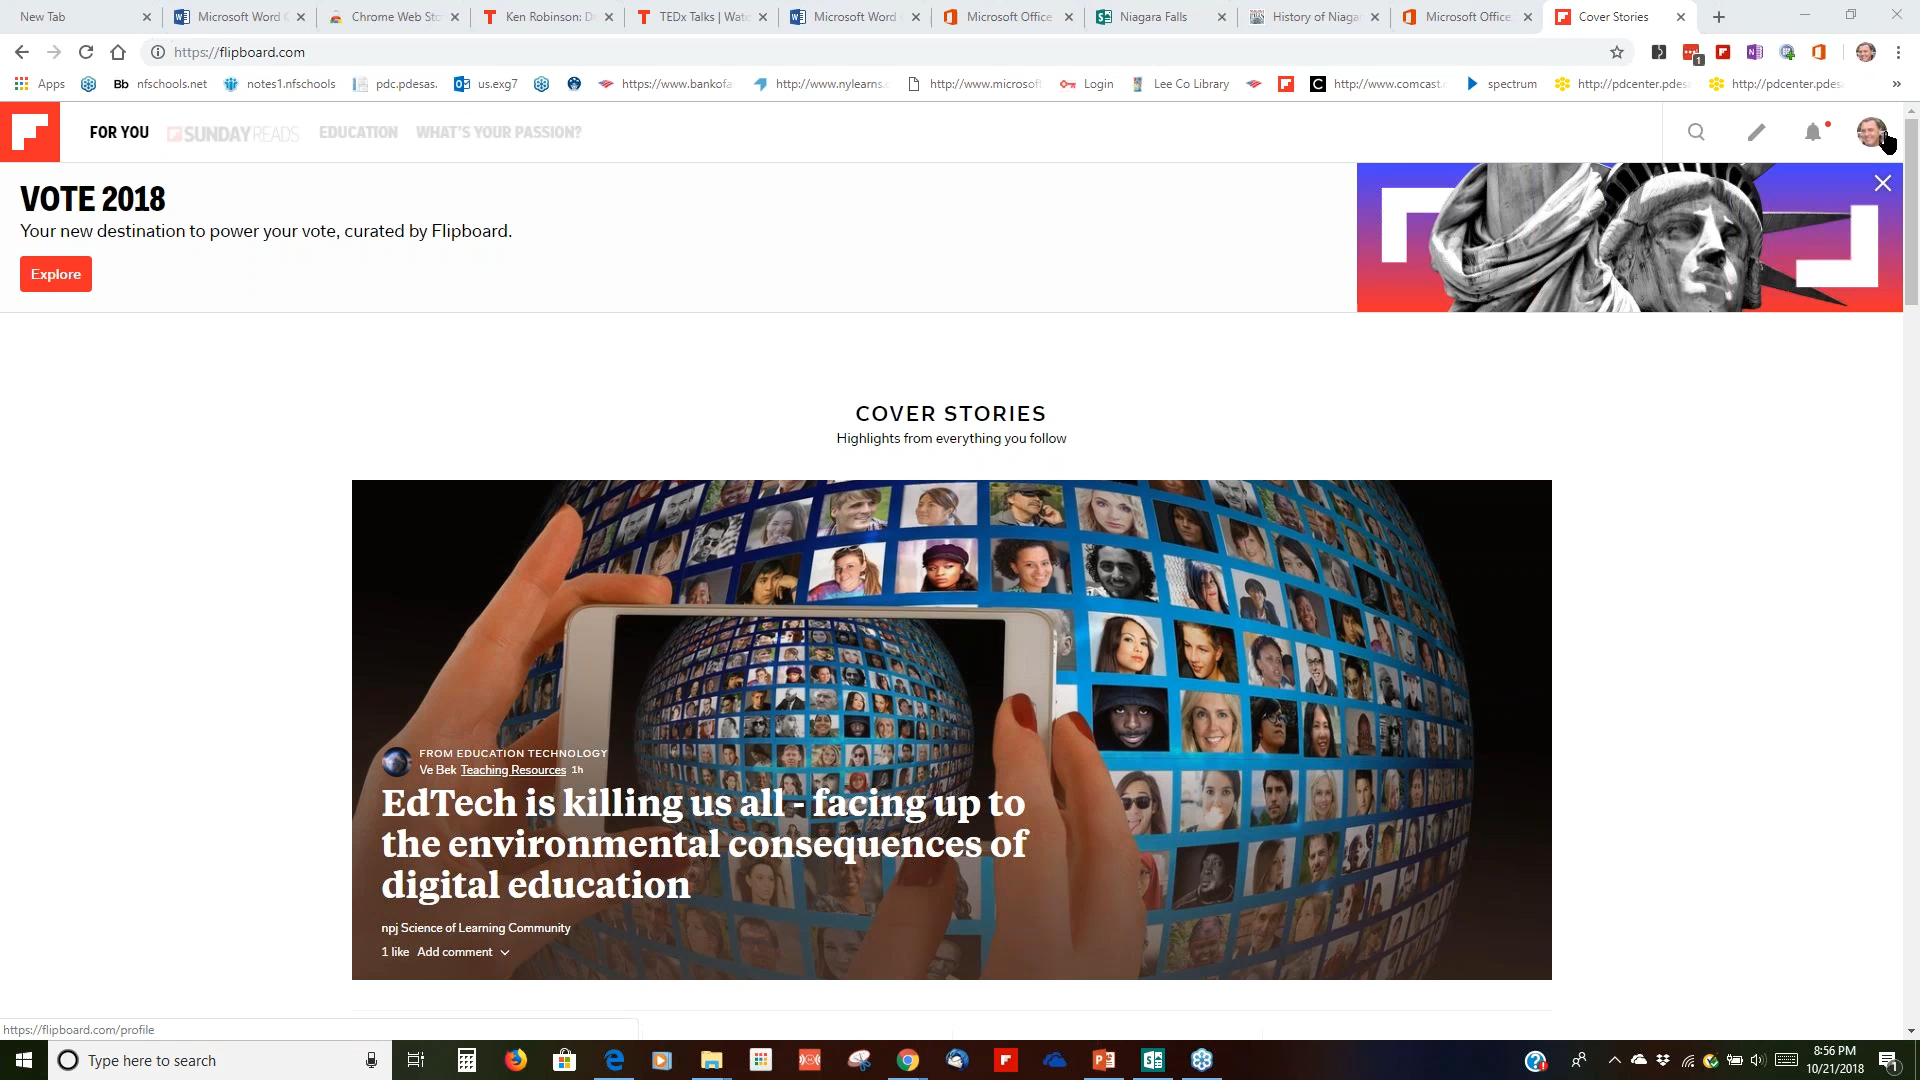 New Tab
Microsoft Word
Chrome Web Sto
Ken Robinson: D
TEDx Talks | Wat
Microsoft Word
Microsoft Office
Niagara Falls
History of Niagar
Microsoft Office
Cover Stories
https://flipboard.com
Apps
Bb nfschools.net
notes1.nfschools
pdc.pdesas.
us.exg7
https://www.bankofa
http://www.nylearns.
http://www.microsoft
Login
Lee Co Library
http://www.comcast.
spectrum
http://pdcenter.pdes
http://pdcenter.pdes
FOR YOU
SUNDAY READS
EDUCATION
WHAT'S YOUR PASSION?
VOTE 2018
Your new destination to power your vote, curated by Flipboard.
Explore
COVER STORIES
Highlights from everything you follow
FROM EDUCATION TECHNOLOGY
Ve Bek Teaching Resources 1h
EdTech is killing us all - facing up to
the environmental consequences of
digital education
npj Science of Learning Community
1 like Add comment
https://flipboard.com/profile
Type here to search
8:56 PM
10/21/2018